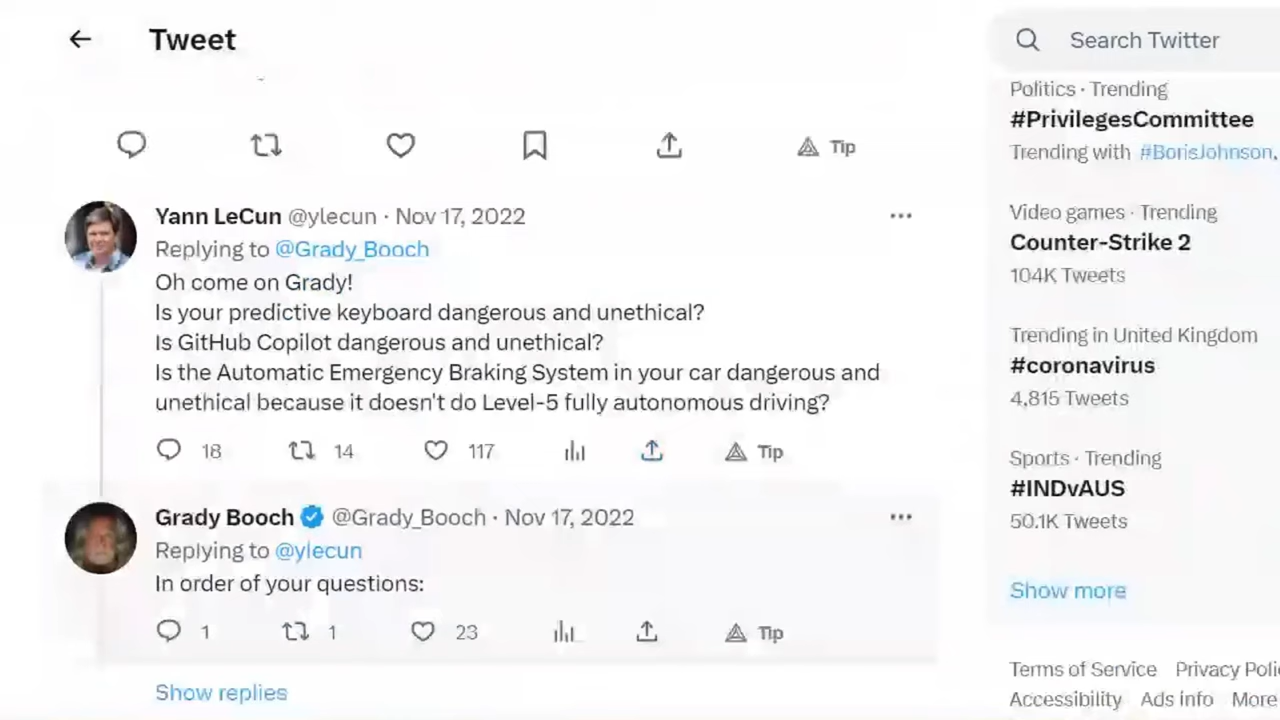 Tweet
Search Twitter
Politics · Trending
#PrivilegesCommittee
Trending with #BorisJohnson,
Tip
Yann LeCun @ylecun · Nov 17, 2022
Replying to @Grady_Booch
Oh come on Grady!
Is your predictive keyboard dangerous and unethical?
Is GitHub Copilot dangerous and unethical?
Is the Automatic Emergency Braking System in your car dangerous and
unethical because it doesn't do Level-5 fully autonomous driving?
18 14 117 Tip
Grady Booch @Grady_Booch · Nov 17, 2022
Replying to @ylecun
In order of your questions:
1 1 23 Tip
Show replies
Video games · Trending
Counter-Strike 2
104K Tweets
Trending in United Kingdom
#coronavirus
4,815 Tweets
Sports · Trending
#INDvAUS
50.1K Tweets
Show more
Terms of Service Privacy Poli
Accessibility Ads info More